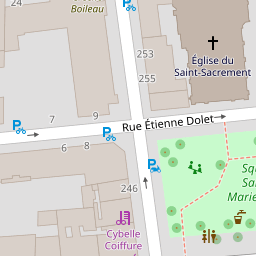 Boileau
253
255
Église du
Saint-Sacrement
7
9
Rue Étienne Dolet
6
8
246
Squ
Sai
Marie
Cybelle
Coiffure